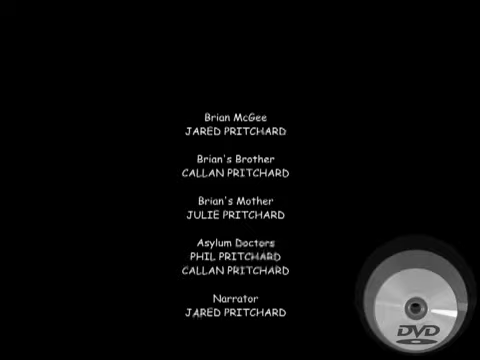 Brian McGee
JARED PRITCHARD
Brian's Brother
CALLAN PRITCHARD
Brian's Mother
JULIE PRITCHARD
Asylum Doctors
PHIL PRITCHARD
CALLAN PRITCHARD
Narrator
JARED PRITCHARD
DVD